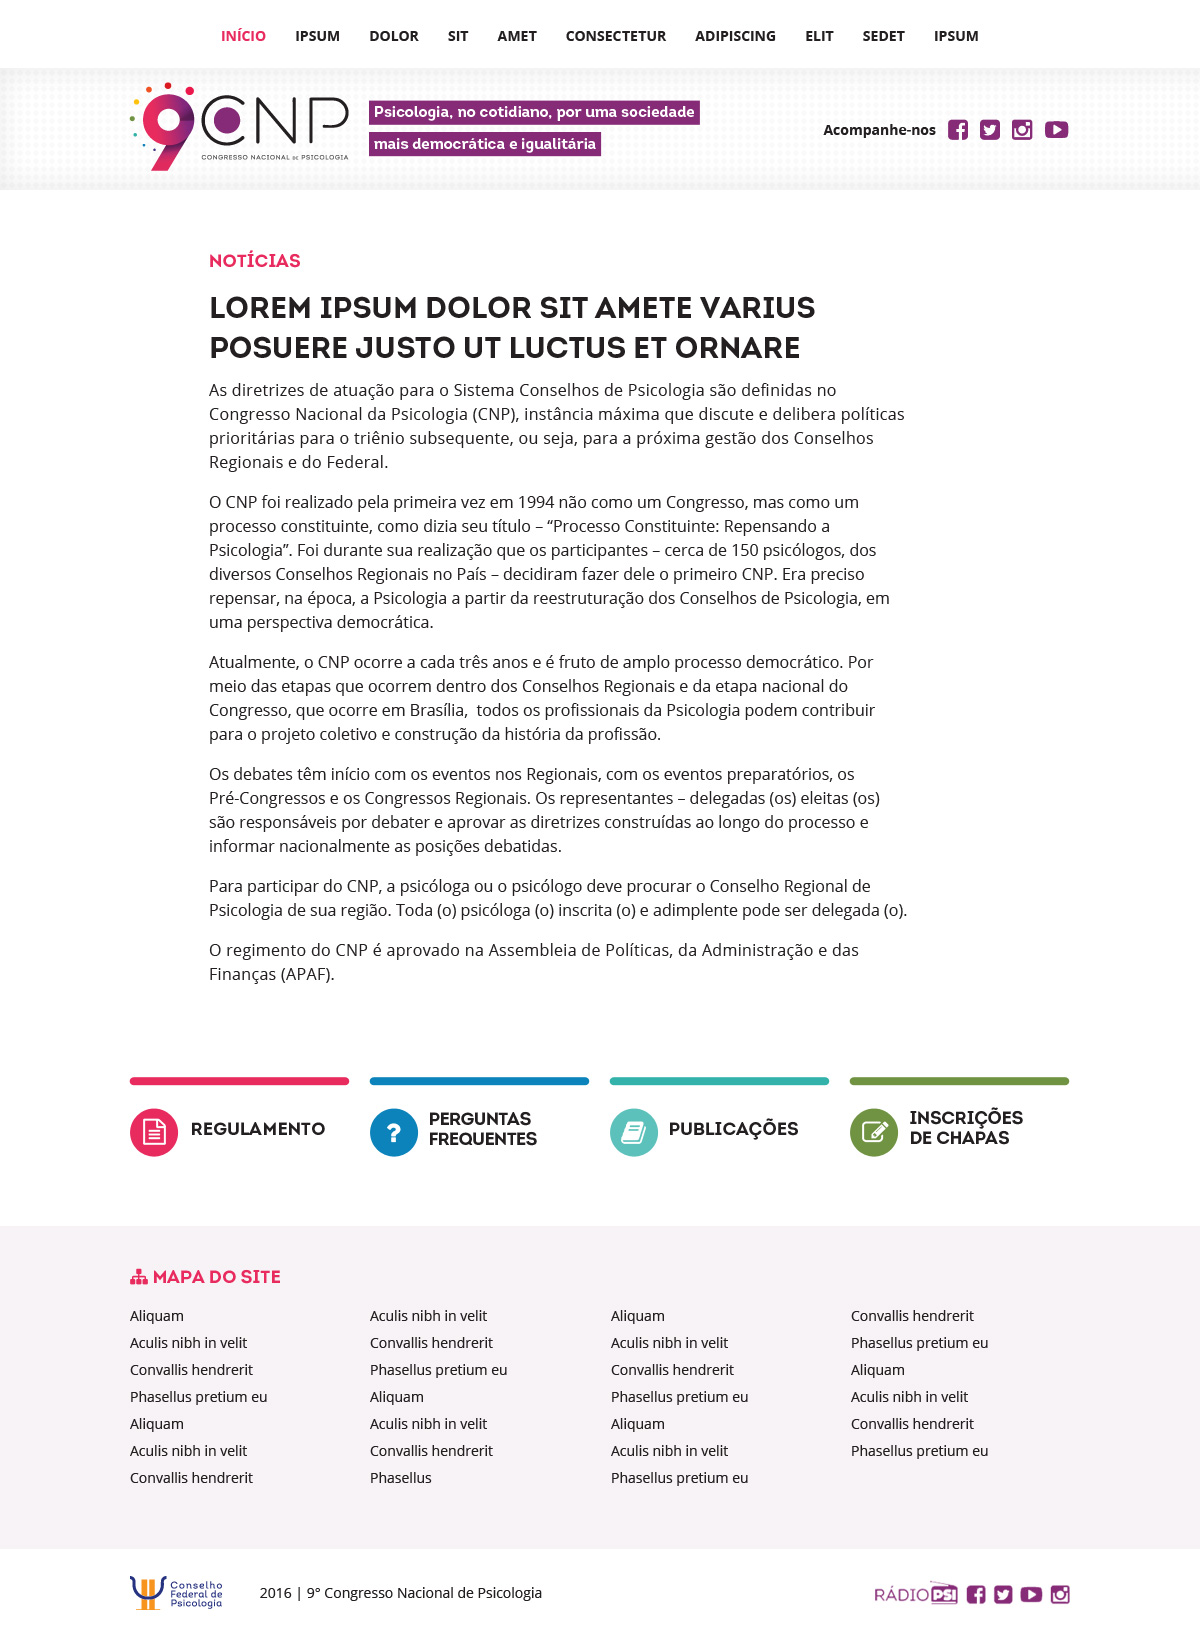 INÍCIO IPSUM DOLOR SIT AMET CONSECTETUR ADIPISCING ELIT SEDET IPSUM
9CNP
CONGRESSO NACIONAL DE PSICOLOGIA
Psicologia, no cotidiano, por uma sociedade
mais democrática e igualitária
Acompanhe-nos
NOTÍCIAS
LOREM IPSUM DOLOR SIT AMETE VARIUS
POSUERE JUSTO UT LUCTUS ET ORNARE
As diretrizes de atuação para o Sistema Conselhos de Psicologia são definidas no
Congresso Nacional da Psicologia (CNP), instância máxima que discute e delibera políticas
prioritárias para o triênio subsequente, ou seja, para a próxima gestão dos Conselhos
Regionais e do Federal.
O CNP foi realizado pela primeira vez em 1994 não como um Congresso, mas como um
processo constituinte, como dizia seu título – “Processo Constituinte: Repensando a
Psicologia”. Foi durante sua realização que os participantes – cerca de 150 psicólogos, dos
diversos Conselhos Regionais no País – decidiram fazer dele o primeiro CNP. Era preciso
repensar, na época, a Psicologia a partir da reestruturação dos Conselhos de Psicologia, em
uma perspectiva democrática.
Atualmente, o CNP ocorre a cada três anos e é fruto de amplo processo democrático. Por
meio das etapas que ocorrem dentro dos Conselhos Regionais e da etapa nacional do
Congresso, que ocorre em Brasília,  todos os profissionais da Psicologia podem contribuir
para o projeto coletivo e construção da história da profissão.
Os debates têm início com os eventos nos Regionais, com os eventos preparatórios, os
Pré-Congressos e os Congressos Regionais. Os representantes – delegadas (os) eleitas (os)
são responsáveis por debater e aprovar as diretrizes construídas ao longo do processo e
informar nacionalmente as posições debatidas.
Para participar do CNP, a psicóloga ou o psicólogo deve procurar o Conselho Regional de
Psicologia de sua região. Toda (o) psicóloga (o) inscrita (o) e adimplente pode ser delegada (o).
O regimento do CNP é aprovado na Assembleia de Políticas, da Administração e das
Finanças (APAF).
REGULAMENTO
?
PERGUNTAS
FREQUENTES
PUBLICAÇÕES
INSCRIÇÕES
DE CHAPAS
MAPA DO SITE
Aliquam
Aculis nibh in velit
Convallis hendrerit
Phasellus pretium eu
Aliquam
Aculis nibh in velit
Convallis hendrerit
Aculis nibh in velit
Convallis hendrerit
Phasellus pretium eu
Aliquam
Aculis nibh in velit
Convallis hendrerit
Phasellus
Aliquam
Aculis nibh in velit
Convallis hendrerit
Phasellus pretium eu
Aliquam
Aculis nibh in velit
Phasellus pretium eu
Convallis hendrerit
Phasellus pretium eu
Aliquam
Aculis nibh in velit
Convallis hendrerit
Phasellus pretium eu
Conselho
Federal de
Psicologia
2016 | 9° Congresso Nacional de Psicologia
RÁDIO PSI